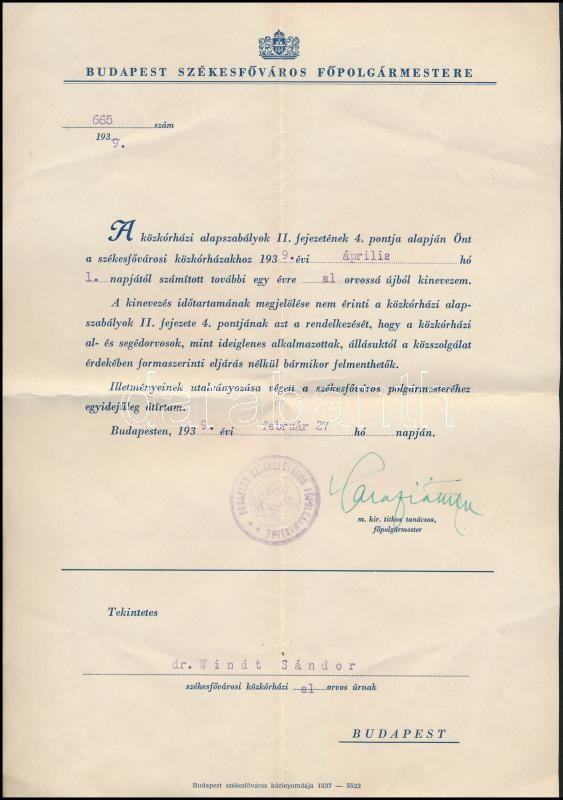 BUDAPEST SZÉKESFŐVÁROS FŐPOLGÁRMESTERE
665 szám
1939.
A közkórházi alapszabályok II. fejezetének 4. pontja alapján Önt
a székesfővárosi közkórházakhoz 1939. évi április hó
1. napjától számított további egy évre al orvossá újból kinevezem.
A kinevezés időtartamának megjelölése nem érinti a közkórházi alap-
szabályok II. fejezete 4. pontjának azt a rendelkezését, hogy a közkórházi
al- és segédorvosok, mint ideiglenes alkalmazottak, állásuktól a közszolgálat
érdekében formaszerinti eljárás nélkül bármikor felmenthetők.
Illetményeinek utalványozása végett a székesfőváros polgármesteréhez
egyidejűleg átírtam.
darabanth
Budapesten, 1939. évi február 27 hó napján.
BUDAPEST SZÉKESFŐVÁROS FŐPOLGÁRMESTERE
m. kir. titkos tanácsos,
főpolgármester
Tekintetes
dr. Windt Sándor
székesfővárosi közkórházi al orvos úrnak
BUDAPEST
Budapest székesfőváros házinyomdája 1937 — 5523